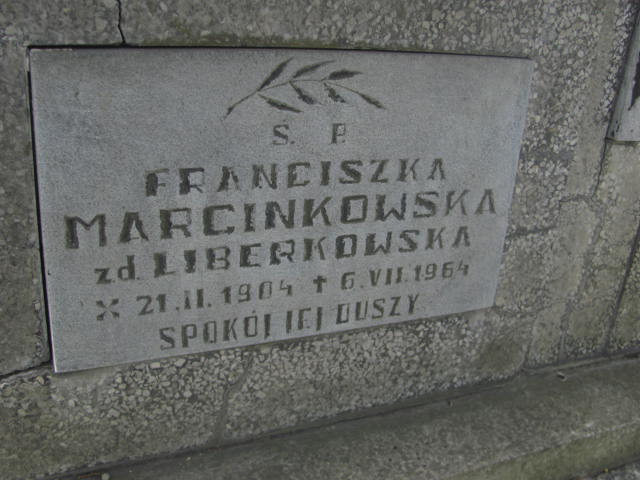 Ś. P.
FRANCISZKA
MARCINKOWSKA
zd. LIBERKOWSKA
✕ 21.II.1904 ✝ 6.VII.1964
SPOKÓJ JEJ DUSZY